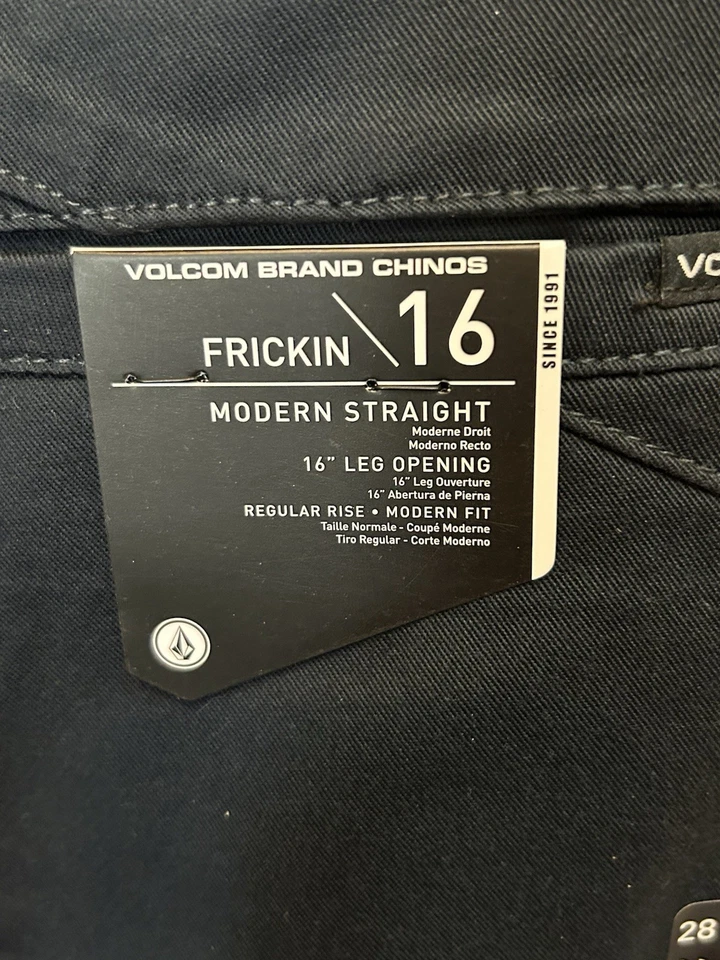 VOLCOM BRAND CHINOS
FRICKIN \16
SINCE 1991
MODERN STRAIGHT
Moderne Droit
Moderno Recto
16” LEG OPENING
16” Leg Ouverture
16” Abertura de Pierna
REGULAR RISE • MODERN FIT
Taille Normale - Coupé Moderne
Tiro Regular - Corte Moderno
VO
28